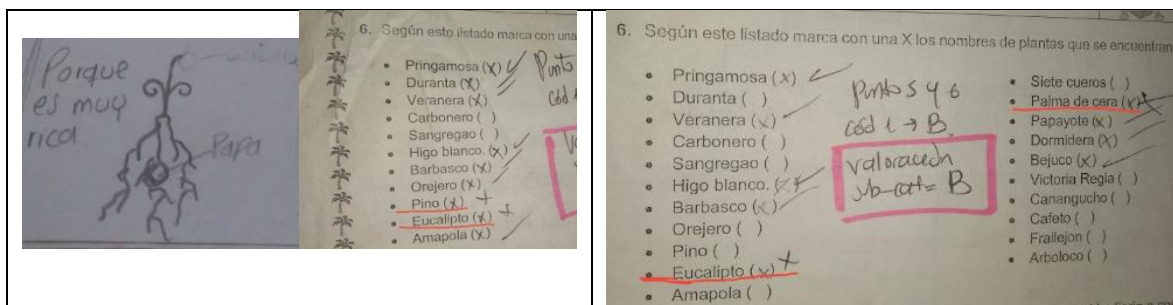 Porque
es muy
rica
Papa
6. Según este listado marca con una
Pringamosa (X)
Duranta (X)
Veranera (X)
Carbonero ( )
Sangregao ( )
Higo blanco. (X)
Barbasco (X)
Orejero (X)
Pino (X)
Eucalipto (X)
Amapola (X)
Punto
cód
6. Según este listado marca con una X los nombres de plantas que se encuentran
Pringamosa (X)
Duranta ( )
Veranera (X)
Carbonero ( )
Sangregao ( )
Higo blanco. (X)
Barbasco (X)
Orejero ( )
Pino ( )
Eucalipto (X)
Amapola ( )
Puntos 5 y 6
cód → B.
valoración
sub-cat = B
Siete cueros ( )
Palma de cera (X)
Papayote (X)
Dormidera (X)
Bejuco (X)
Victoria Regia ( )
Canangucho ( )
Cafeto ( )
Frailejon ( )
Arboloco ( )